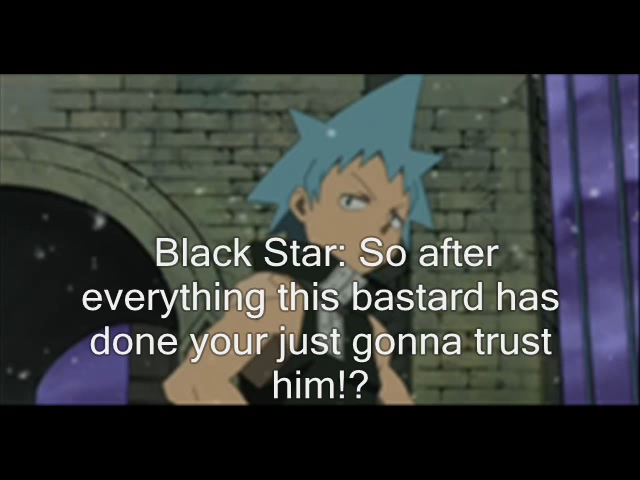 Black Star: So after
everything this bastard has
done your just gonna trust
him!?